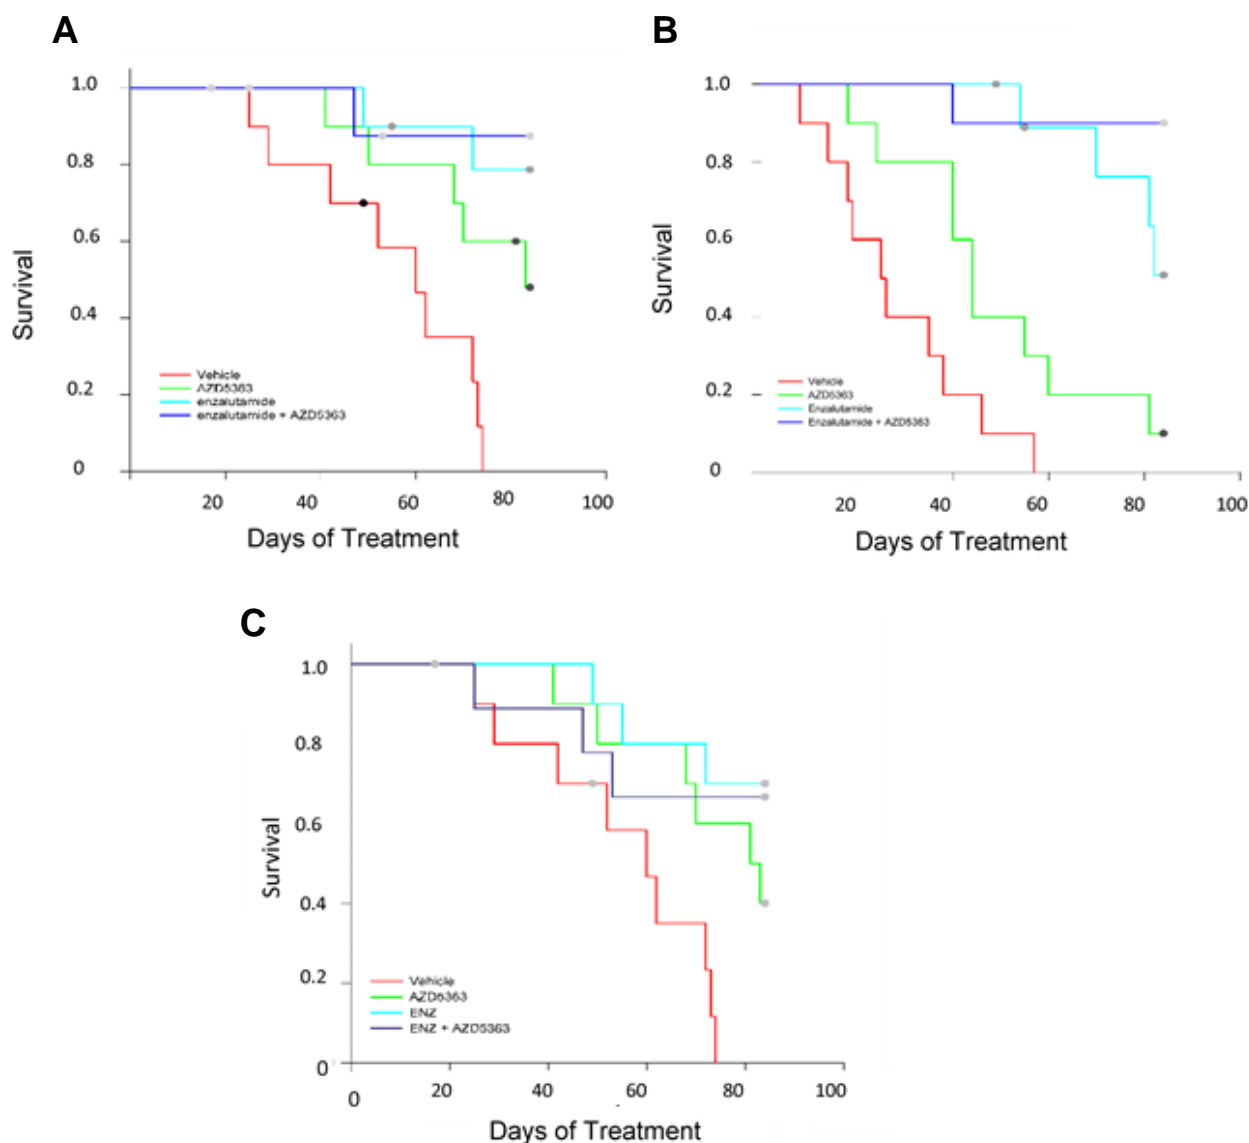 A
1.0
0.8
0.6
0.4
0.2
0
Survival
Vehicle
AZD5363
enzalutamide
enzalutamide + AZD5363
20 40 60 80 100
Days of Treatment
B
1.0
0.8
0.6
0.4
0.2
0
Survival
Vehicle
AZD5363
Enzalutamide
Enzalutamide + AZD5363
20 40 60 80 100
Days of Treatment
C
1.0
0.8
0.6
0.4
0.2
0
Survival
Vehicle
AZD5363
ENZ
ENZ + AZD5363
0 20 40 60 80 100
Days of Treatment